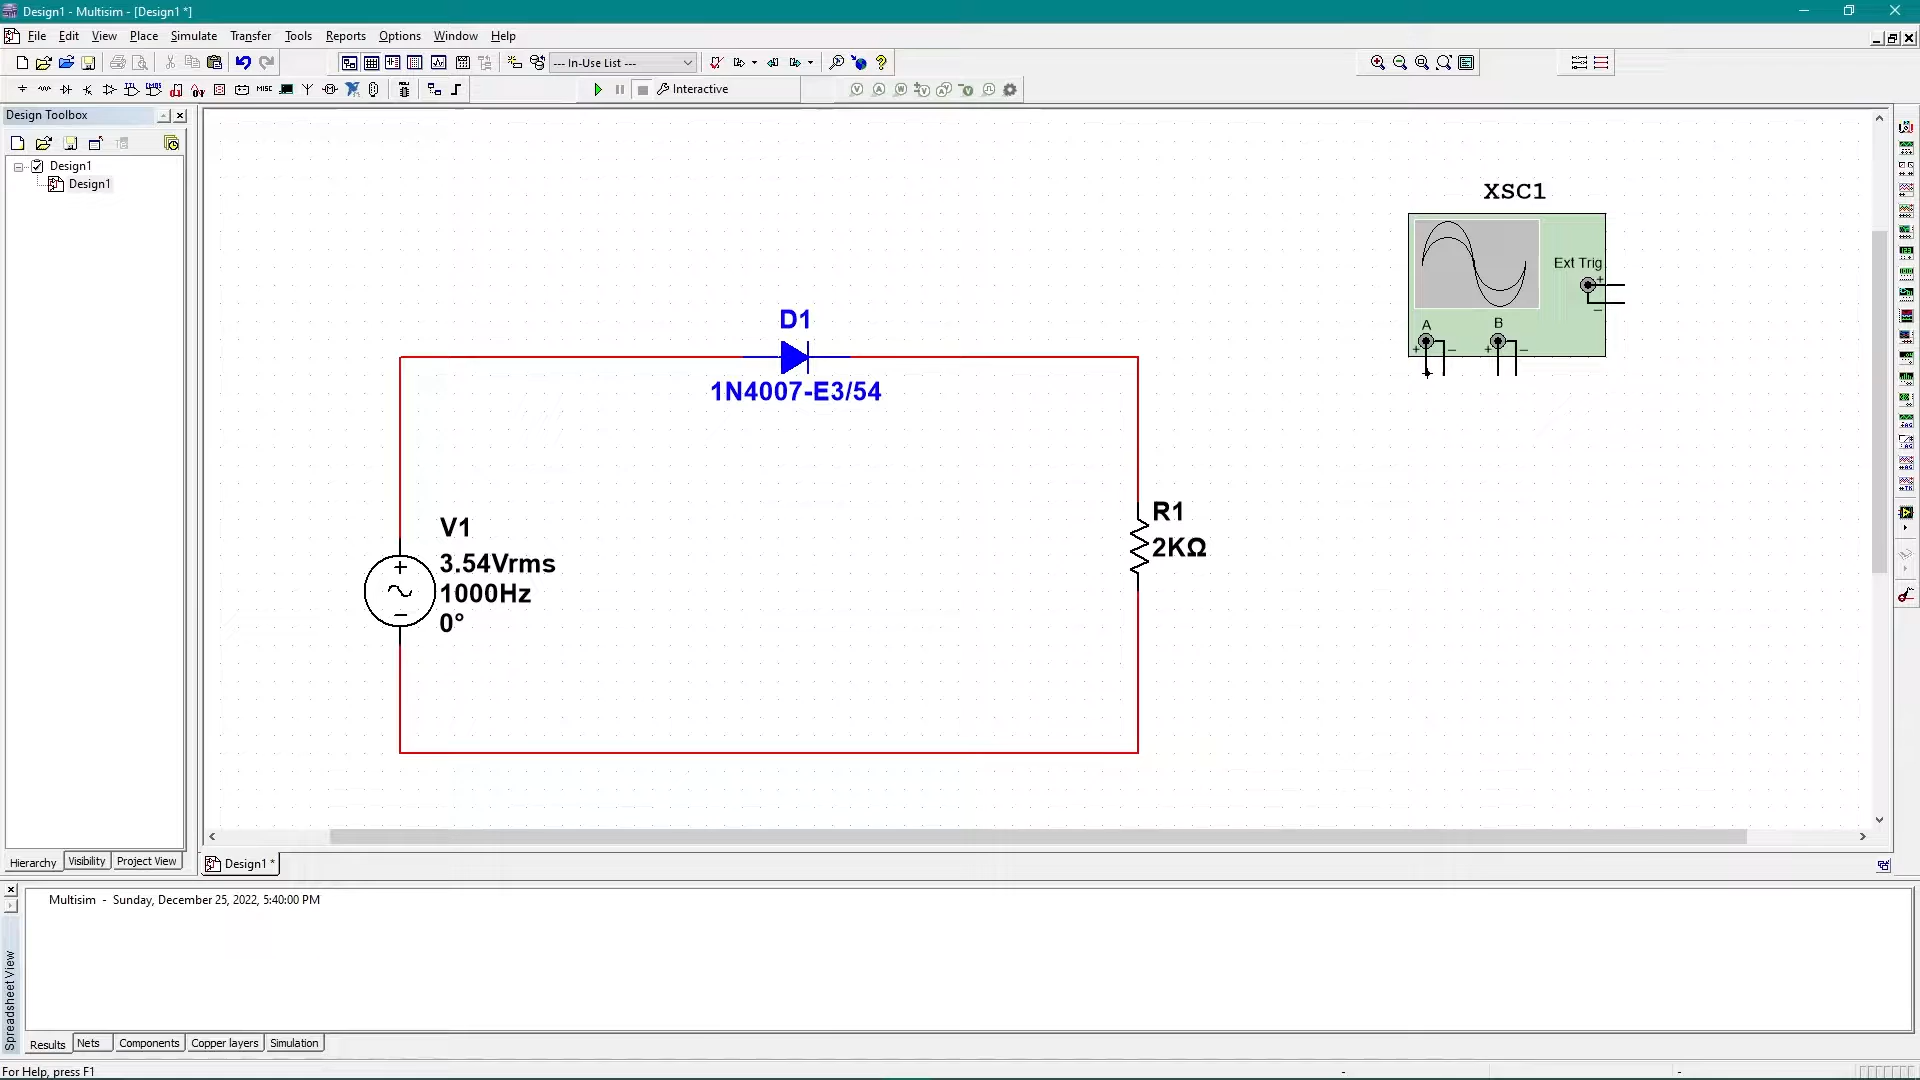 Design1 - Multisim - [Design1 *]
File Edit View Place Simulate Transfer Tools Reports Options Window Help
--- In-Use List ---
MISC Interactive
Design Toolbox
Design1
Design1
XSC1
Ext Trig
+
−
A B
+ − + −
D1
1N4007-E3/54
R1
2KΩ
V1
3.54Vrms
1000Hz
0°
Hierarchy Visibility Project View
Design1 *
Multisim - Sunday, December 25, 2022, 5:40:00 PM
Spreadsheet View
Results Nets Components Copper layers Simulation
For Help, press F1 - -